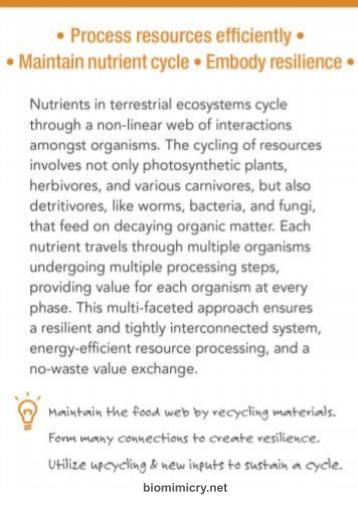 • Process resources efficiently •
• Maintain nutrient cycle • Embody resilience •
Nutrients in terrestrial ecosystems cycle
through a non-linear web of interactions
amongst organisms. The cycling of resources
involves not only photosynthetic plants,
herbivores, and various carnivores, but also
detritivores, like worms, bacteria, and fungi,
that feed on decaying organic matter. Each
nutrient travels through multiple organisms
undergoing multiple processing steps,
providing value for each organism at every
phase. This multi-faceted approach ensures
a resilient and tightly interconnected system,
energy-efficient resource processing, and a
no-waste value exchange.
Maintain the food web by recycling materials.
Form many connections to create resilience.
Utilize upcycling & new inputs to sustain a cycle.
biomimicry.net